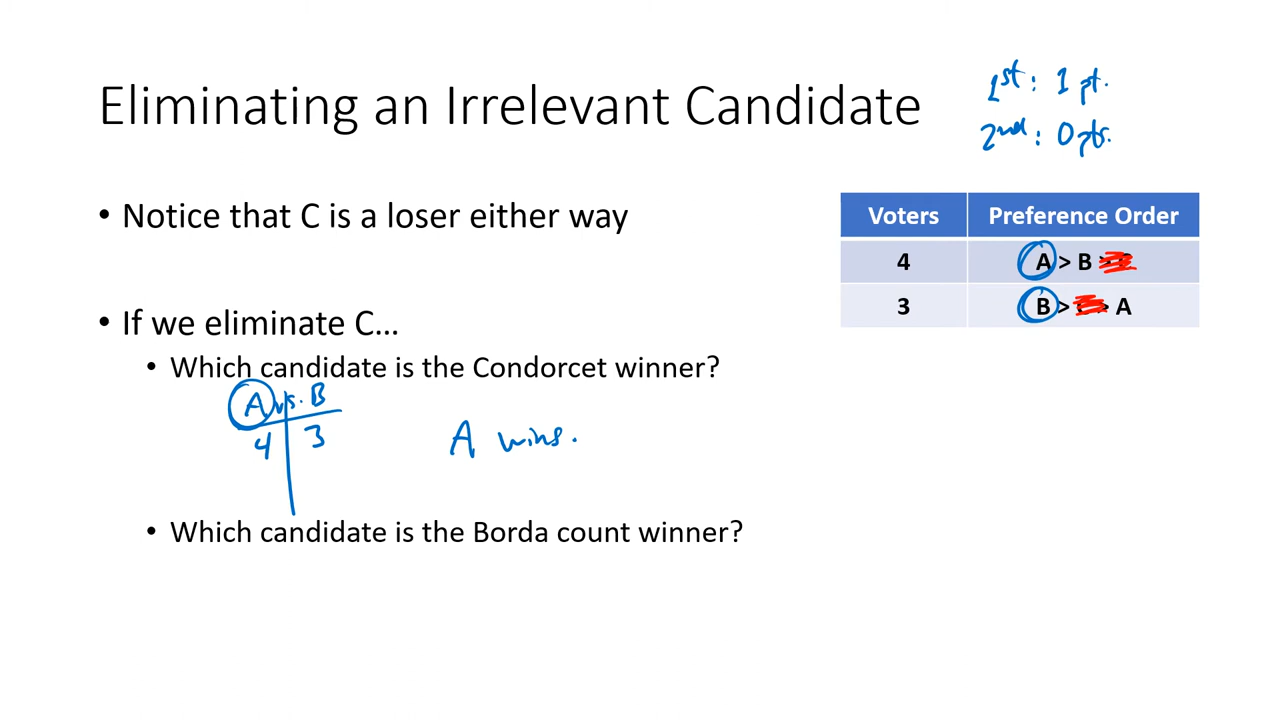 Eliminating an Irrelevant Candidate
1st: 1 pt.
2nd: 0 pts.
• Notice that C is a loser either way
Voters Preference Order
4 A > B
3 B > > A
• If we eliminate C...
• Which candidate is the Condorcet winner?
A vs. B
4 3
A wins.
• Which candidate is the Borda count winner?